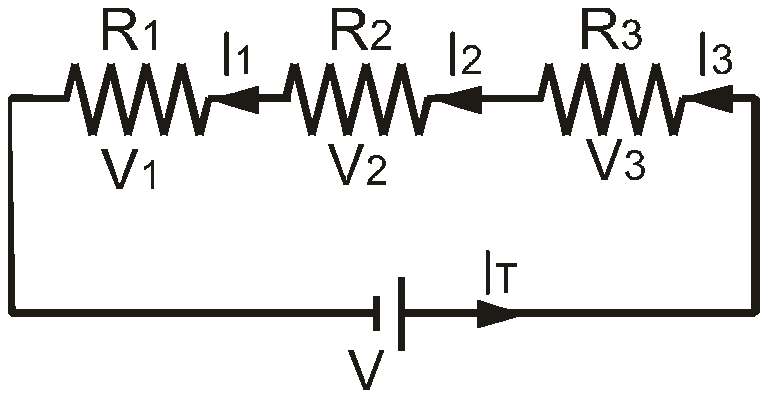 R1 I1 R2 I2 R3 I3
V1 V2 V3
IT
V